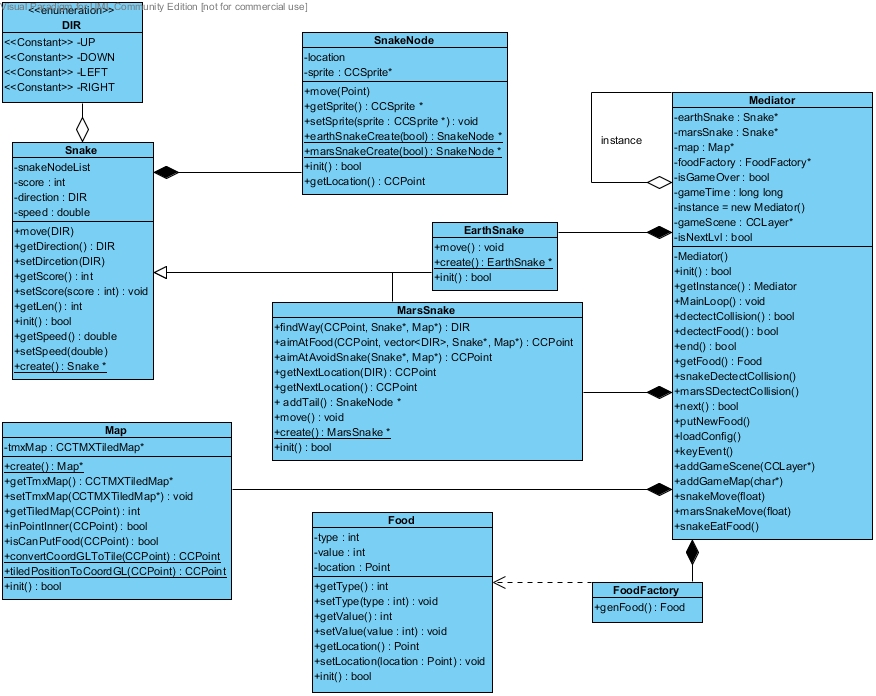 Visual Paradigm for UML Community Edition [not for commercial use]
<<enumeration>>
DIR
<<Constant>> -UP
<<Constant>> -DOWN
<<Constant>> -LEFT
<<Constant>> -RIGHT
Snake
-snakeNodeList
-score : int
-direction : DIR
-speed : double
+move(DIR)
+getDirection() : DIR
+setDircetion(DIR)
+getScore() : int
+setScore(score : int) : void
+getLen() : int
+init() : bool
+getSpeed() : double
+setSpeed(double)
+create() : Snake *
SnakeNode
-location
-sprite : CCSprite*
+move(Point)
+getSprite() : CCSprite *
+setSprite(sprite : CCSprite *) : void
+earthSnakeCreate(bool) : SnakeNode *
+marsSnakeCreate(bool) : SnakeNode *
+init() : bool
+getLocation() : CCPoint
instance
Mediator
-earthSnake : Snake*
-marsSnake : Snake*
-map : Map*
-foodFactory : FoodFactory*
-isGameOver : bool
-gameTime : long long
-instance = new Mediator()
-gameScene : CCLayer*
-isNextLvl : bool
-Mediator()
+init() : bool
+getInstance() : Mediator
+MainLoop() : void
+dectectCollision() : bool
+dectectFood() : bool
+end() : bool
+getFood() : Food
+snakeDectectCollision()
+marsSDectectCollision()
+next() : bool
+putNewFood()
+loadConfig()
+keyEvent()
+addGameScene(CCLayer*)
+addGameMap(char*)
+snakeMove(float)
+marsSnakeMove(float)
+snakeEatFood()
EarthSnake
+move() : void
+create() : EarthSnake *
+init() : bool
MarsSnake
+findWay(CCPoint, Snake*, Map*) : DIR
+aimAtFood(CCPoint, vector<DIR>, Snake*, Map*) : CCPoint
+aimAtAvoidSnake(Snake*, Map*) : CCPoint
+getNextLocation(DIR) : CCPoint
+getNextLocation() : CCPoint
+ addTail() : SnakeNode *
+move() : void
+create() : MarsSnake *
+init() : bool
Map
-tmxMap : CCTMXTiledMap*
+create() : Map*
+getTmxMap() : CCTMXTiledMap*
+setTmxMap(CCTMXTiledMap*) : void
+getTiledMap(CCPoint) : int
+inPointInner(CCPoint) : bool
+isCanPutFood(CCPoint) : bool
+convertCoordGLToTile(CCPoint) : CCPoint
+tiledPositionToCoordGL(CCPoint) : CCPoint
+init() : bool
Food
-type : int
-value : int
-location : Point
+getType() : int
+setType(type : int) : void
+getValue() : int
+setValue(value : int) : void
+getLocation() : Point
+setLocation(location : Point) : void
+init() : bool
FoodFactory
+genFood() : Food